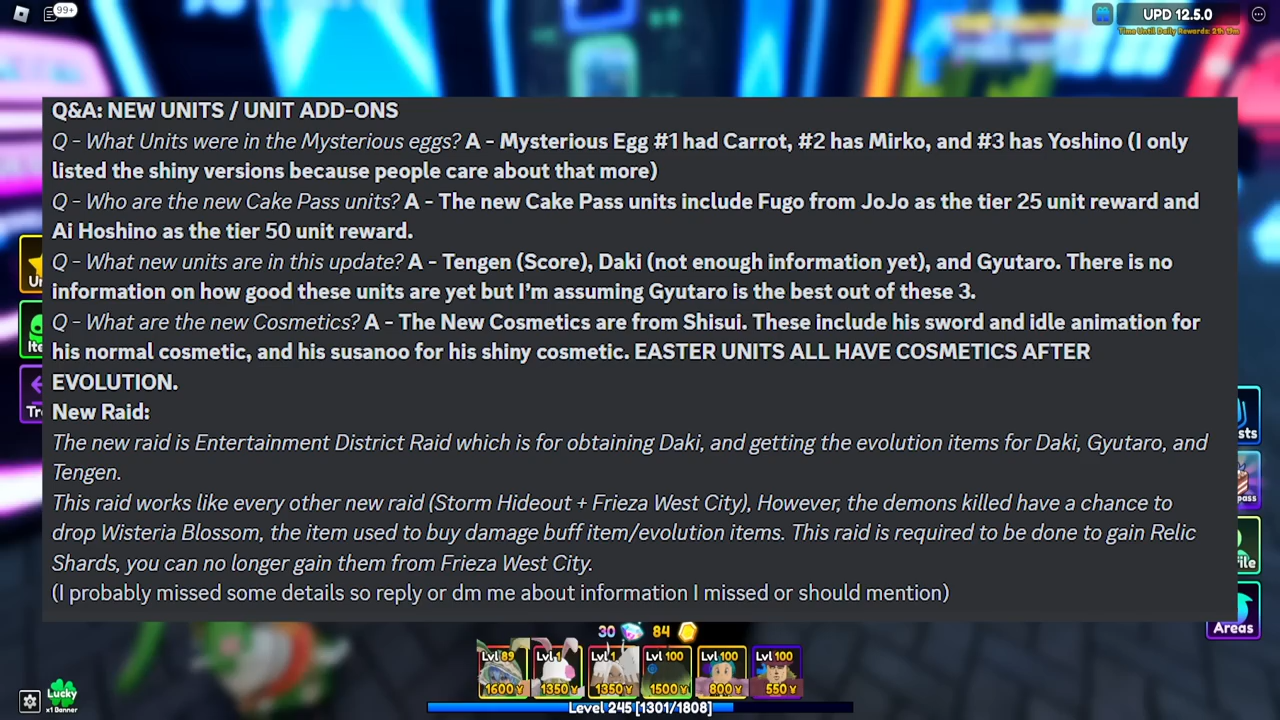 99+
UPD 12.5.0
Time Until Daily Rewards: 21h 11m
Q&A: NEW UNITS / UNIT ADD-ONS
Q - What Units were in the Mysterious eggs? A - Mysterious Egg #1 had Carrot, #2 has Mirko, and #3 has Yoshino (I only
listed the shiny versions because people care about that more)
Q - Who are the new Cake Pass units? A - The new Cake Pass units include Fugo from JoJo as the tier 25 unit reward and
Ai Hoshino as the tier 50 unit reward.
Q - What new units are in this update? A - Tengen (Score), Daki (not enough information yet), and Gyutaro. There is no
information on how good these units are yet but I'm assuming Gyutaro is the best out of these 3.
Q - What are the new Cosmetics? A - The New Cosmetics are from Shisui. These include his sword and idle animation for
his normal cosmetic, and his susanoo for his shiny cosmetic. EASTER UNITS ALL HAVE COSMETICS AFTER
EVOLUTION.
New Raid:
The new raid is Entertainment District Raid which is for obtaining Daki, and getting the evolution items for Daki, Gyutaro, and
Tengen.
This raid works like every other new raid (Storm Hideout + Frieza West City), However, the demons killed have a chance to
drop Wisteria Blossom, the item used to buy damage buff item/evolution items. This raid is required to be done to gain Relic
Shards, you can no longer gain them from Frieza West City.
(I probably missed some details so reply or dm me about information I missed or should mention)
Areas
30 84
Lvl 89 Lvl 1 Lvl 1 Lvl 100 Lvl 100 Lvl 100
1600¥ 1350¥ 1350¥ 1500¥ 800¥ 550¥
Lucky
x1 Banner
Level 245 [1301/1808]